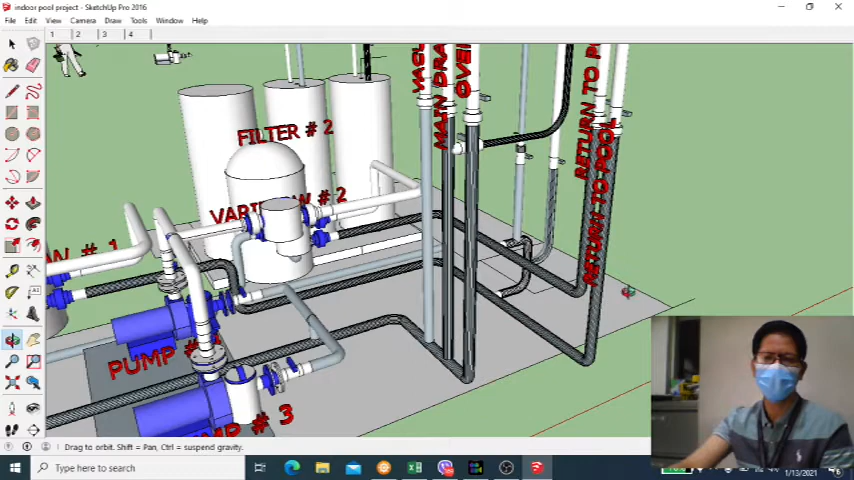 indoor pool project - SketchUp Pro 2016
File Edit View Camera Draw Tools Window Help
1 2 3 4
FILTER # 2
MAIN DRA
RETURN TO PO
RETURN TO POOL
# 1
PUMP #
# 3
Drag to orbit. Shift = Pan, Ctrl = suspend gravity.
Type here to search
1/13/2021